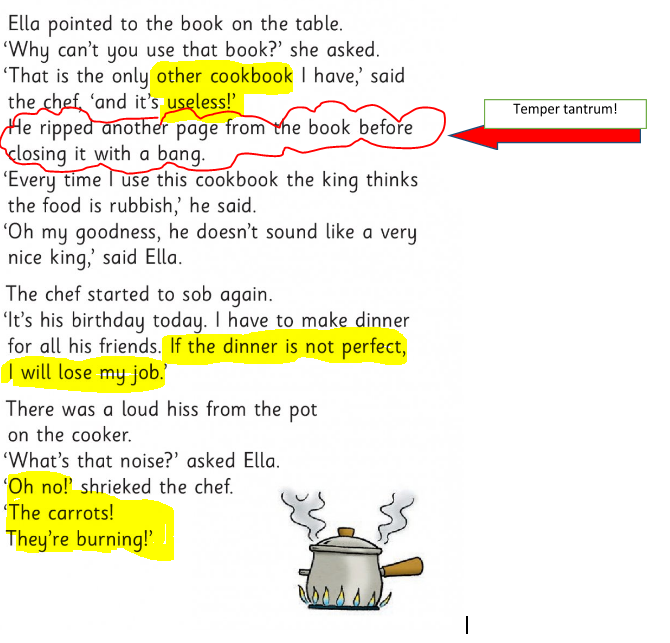 Ella pointed to the book on the table.
‘Why can’t you use that book?’ she asked.
‘That is the only other cookbook I have,’ said
the chef, ‘and it’s useless!’
Temper tantrum!
He ripped another page from the book before
closing it with a bang.
‘Every time I use this cookbook the king thinks
the food is rubbish,’ he said.
‘Oh my goodness, he doesn’t sound like a very
nice king,’ said Ella.
The chef started to sob again.
‘It’s his birthday today. I have to make dinner
for all his friends. If the dinner is not perfect,
I will lose my job.’
There was a loud hiss from the pot
on the cooker.
‘What’s that noise?’ asked Ella.
‘Oh no!’ shrieked the chef.
‘The carrots!
They’re burning!’